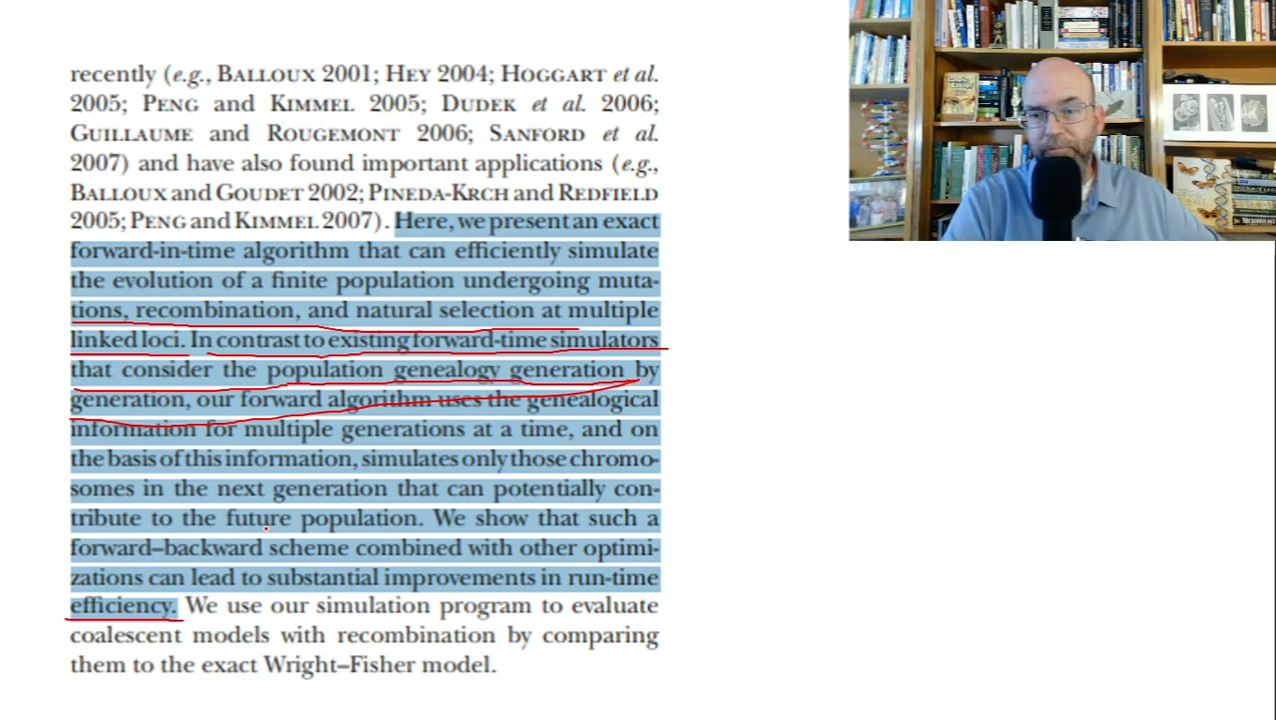 recently (e.g., BALLOUX 2001; HEY 2004; HOGGART et al.
2005; PENG and KIMMEL 2005; DUDEK et al. 2006;
GUILLAUME and ROUGEMONT 2006; SANFORD et al.
2007) and have also found important applications (e.g.,
BALLOUX and GOUDET 2002; PINEDA-KRCH and REDFIELD
2005; PENG and KIMMEL 2007). Here, we present an exact
forward-in-time algorithm that can efficiently simulate
the evolution of a finite population undergoing muta-
tions, recombination, and natural selection at multiple
linked loci. In contrast to existing forward-time simulators
that consider the population genealogy generation by
generation, our forward algorithm uses the genealogical
information for multiple generations at a time, and on
the basis of this information, simulates only those chromo-
somes in the next generation that can potentially con-
tribute to the future population. We show that such a
forward–backward scheme combined with other optimi-
zations can lead to substantial improvements in run-time
efficiency. We use our simulation program to evaluate
coalescent models with recombination by comparing
them to the exact Wright–Fisher model.